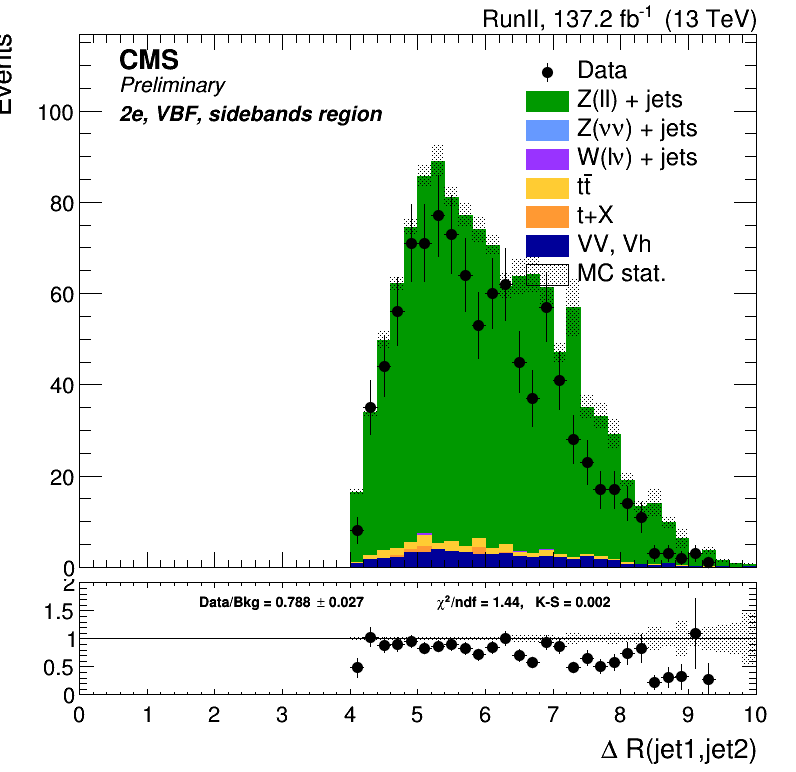 RunII, 137.2 fb⁻¹ (13 TeV)
Events
CMS
Preliminary
2e, VBF, sidebands region
Data
Z(ll) + jets
Z(νν) + jets
W(lν) + jets
tt̄
t+X
VV, Vh
MC stat.
100
80
60
40
20
0
Data/Bkg = 0.788 ± 0.027
χ²/ndf = 1.44, K-S = 0.002
2
1.5
1
0.5
0
0 1 2 3 4 5 6 7 8 9 10
Δ R(jet1,jet2)